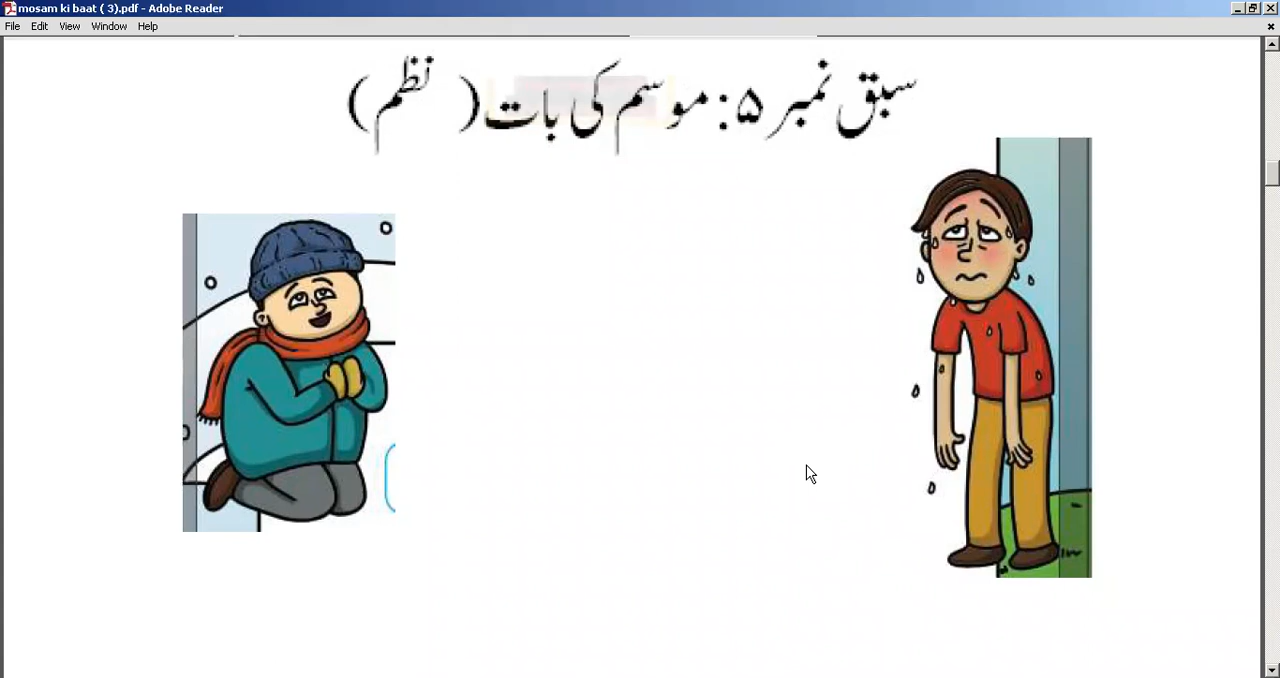 mosam ki baat ( 3).pdf - Adobe Reader
File Edit View Window Help
سبق نمبر ۵: موسم کی بات( نظم )